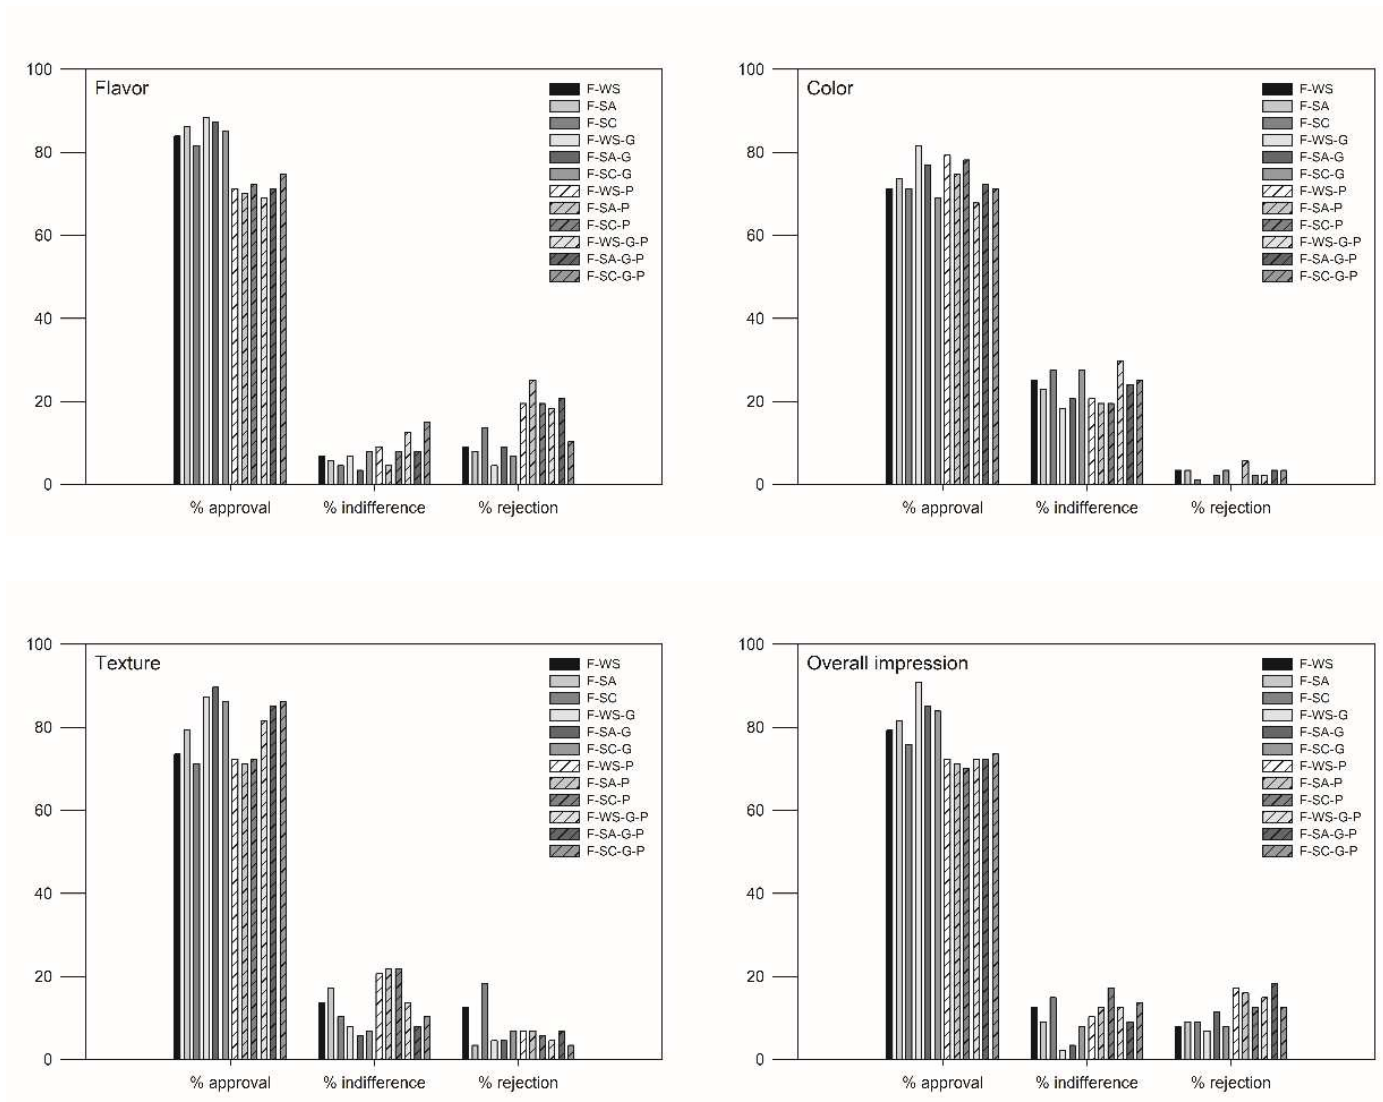 Flavor
100
80
60
40
20
0
% approval
% indifference
% rejection
F-WS
F-SA
F-SC
F-WS-G
F-SA-G
F-SC-G
F-WS-P
F-SA-P
F-SC-P
F-WS-G-P
F-SA-G-P
F-SC-G-P
Color
100
80
60
40
20
0
% approval
% indifference
% rejection
F-WS
F-SA
F-SC
F-WS-G
F-SA-G
F-SC-G
F-WS-P
F-SA-P
F-SC-P
F-WS-G-P
F-SA-G-P
F-SC-G-P
Texture
100
80
60
40
20
0
% approval
% indifference
% rejection
F-WS
F-SA
F-SC
F-WS-G
F-SA-G
F-SC-G
F-WS-P
F-SA-P
F-SC-P
F-WS-G-P
F-SA-G-P
F-SC-G-P
Overall impression
100
80
60
40
20
0
% approval
% indifference
% rejection
F-WS
F-SA
F-SC
F-WS-G
F-SA-G
F-SC-G
F-WS-P
F-SA-P
F-SC-P
F-WS-G-P
F-SA-G-P
F-SC-G-P